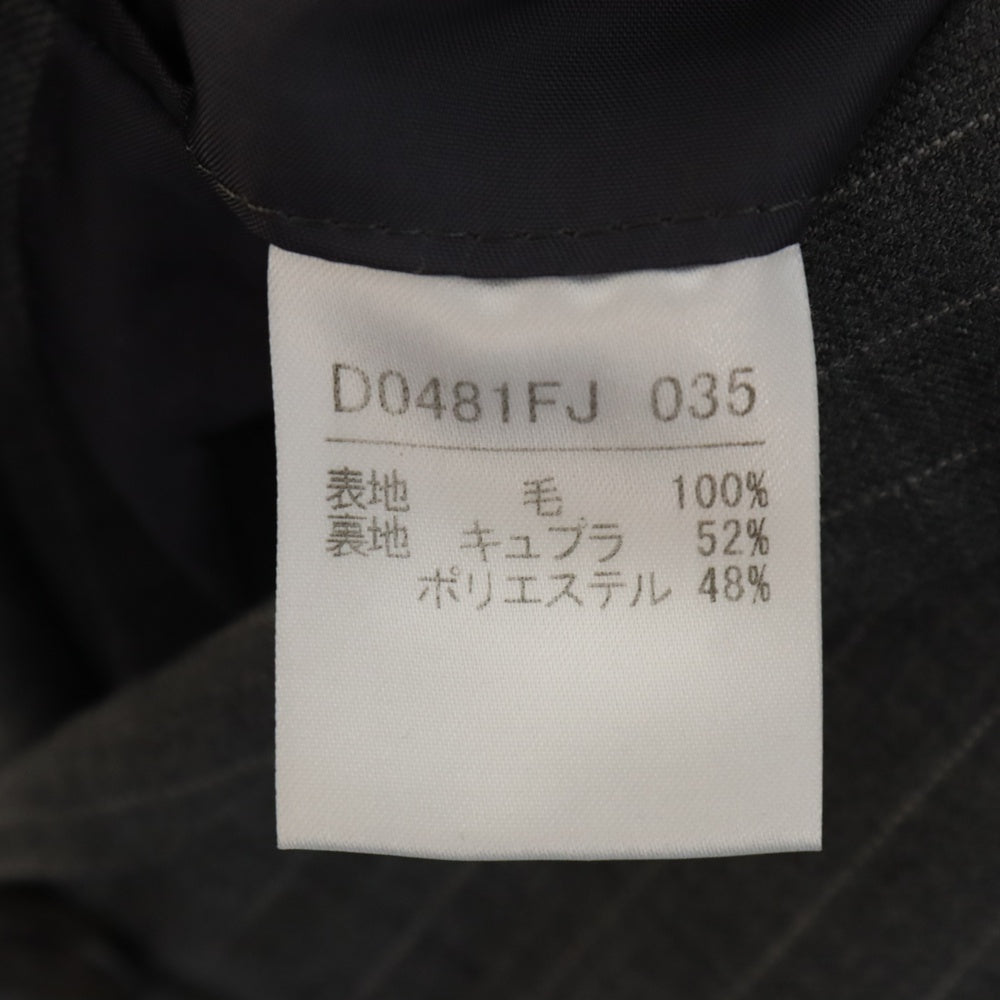 D0481FJ 035
表地 毛 100%
裏地 キュプラ 52%
ポリエステル 48%